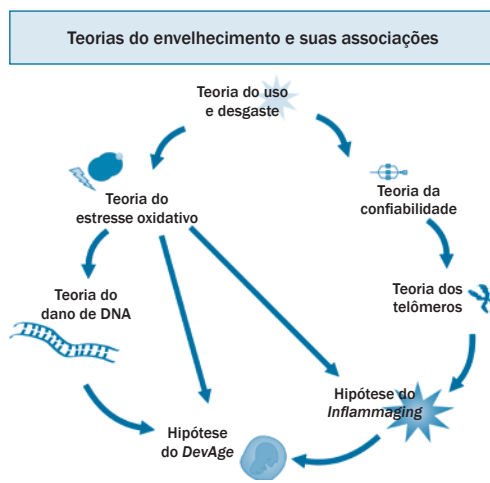 Teorias do envelhecimento e suas associações
Teoria do uso
e desgaste
Teoria do
estresse oxidativo
Teoria da
confiabilidade
Teoria do
dano de DNA
Teoria dos
telômeros
Hipótese do
Inflammaging
Hipótese
do DevAge